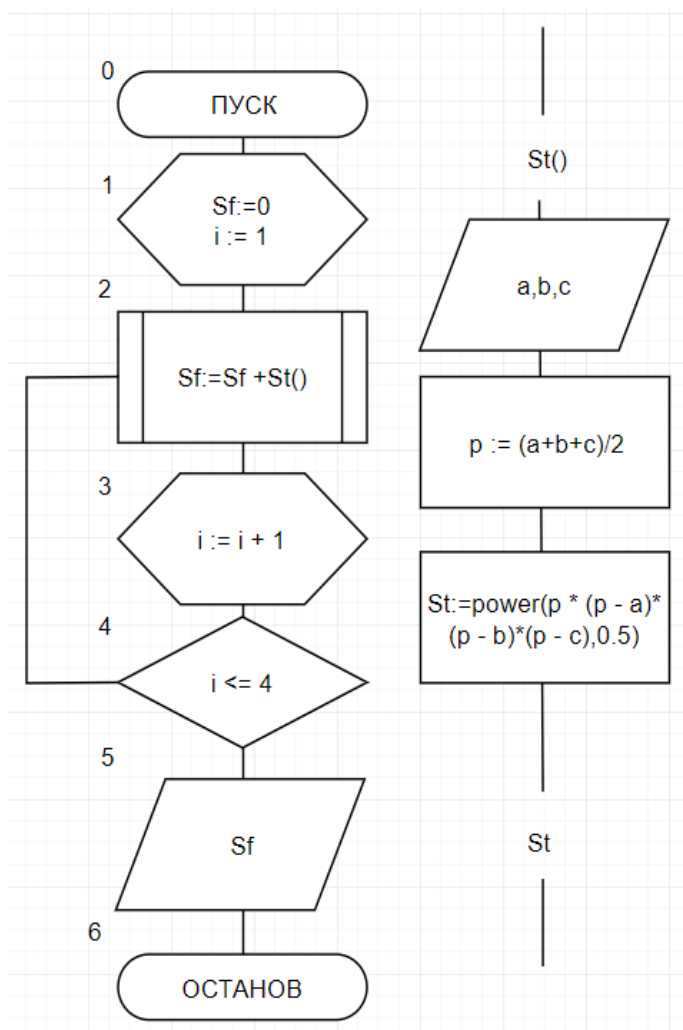 0
ПУСК
1
Sf:=0
i := 1
2
Sf:=Sf +St()
3
i := i + 1
4
i <= 4
5
Sf
6
ОСТАНОВ
St()
a,b,c
p := (a+b+c)/2
St:=power(p * (p - a)*
(p - b)*(p - c),0.5)
St